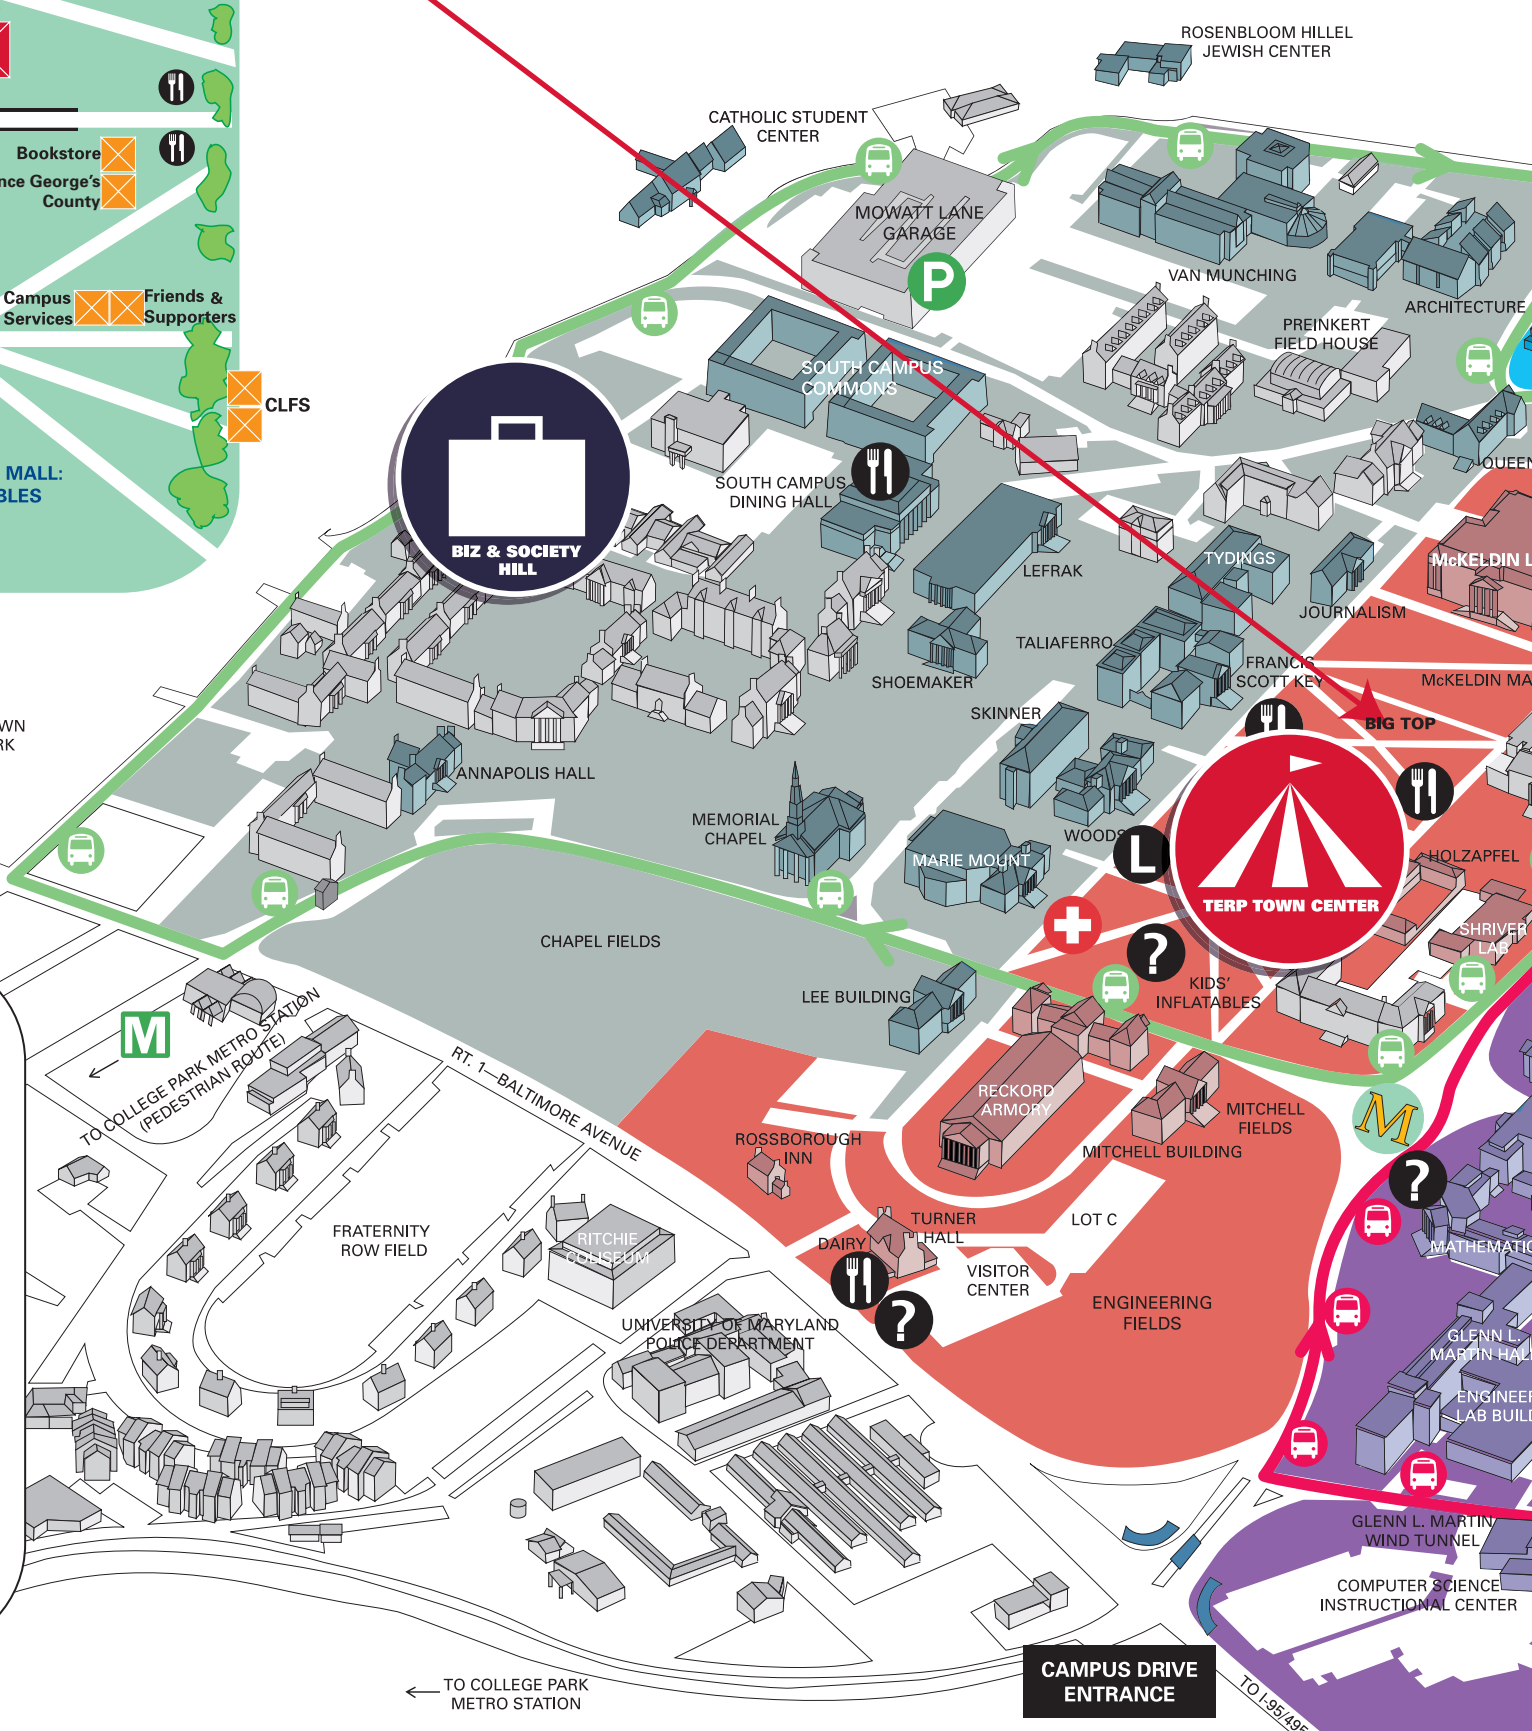 ROSENBLOOM HILLEL
JEWISH CENTER
CATHOLIC STUDENT
CENTER
Bookstore
George's
County
MOWATT LANE
GARAGE
P
VAN MUNCHING
Campus
Services
Friends &
Supporters
ARCHITECTURE
PREINKERT
FIELD HOUSE
SOUTH CAMPUS
COMMONS
CLFS
MALL:
SOUTH CAMPUS
DINING HALL
BIZ & SOCIETY
HILL
LEFRAK
TYDINGS
McKELDIN
JOURNALISM
TALIAFERRO
FRANCIS
SCOTT KEY
SHOEMAKER
McKELDIN
SKINNER
BIG TOP
ANNAPOLIS HALL
MEMORIAL
CHAPEL
WOODS
L
MARIE MOUNT
HOLZAPFEL
TERP TOWN CENTER
SHRIVER
LAB
CHAPEL FIELDS
?
LEE BUILDING
KIDS'
INFLATABLES
M
TO COLLEGE PARK METRO STATION
(PEDESTRIAN ROUTE)
RT. 1—BALTIMORE AVENUE
RECKORD
ARMORY
MITCHELL
FIELDS
M
ROSSBOROUGH
INN
MITCHELL BUILDING
?
FRATERNITY
ROW FIELD
RITCHIE
COLISEUM
TURNER
HALL
LOT C
DAIRY
VISITOR
CENTER
?
ENGINEERING
FIELDS
UNIVERSITY OF MARYLAND
POLICE DEPARTMENT
GLENN L.
MARTIN
LAB
GLENN L. MARTIN
WIND TUNNEL
COMPUTER SCIENCE
INSTRUCTIONAL CENTER
CAMPUS DRIVE
ENTRANCE
TO COLLEGE PARK
METRO STATION
TO I-95/495